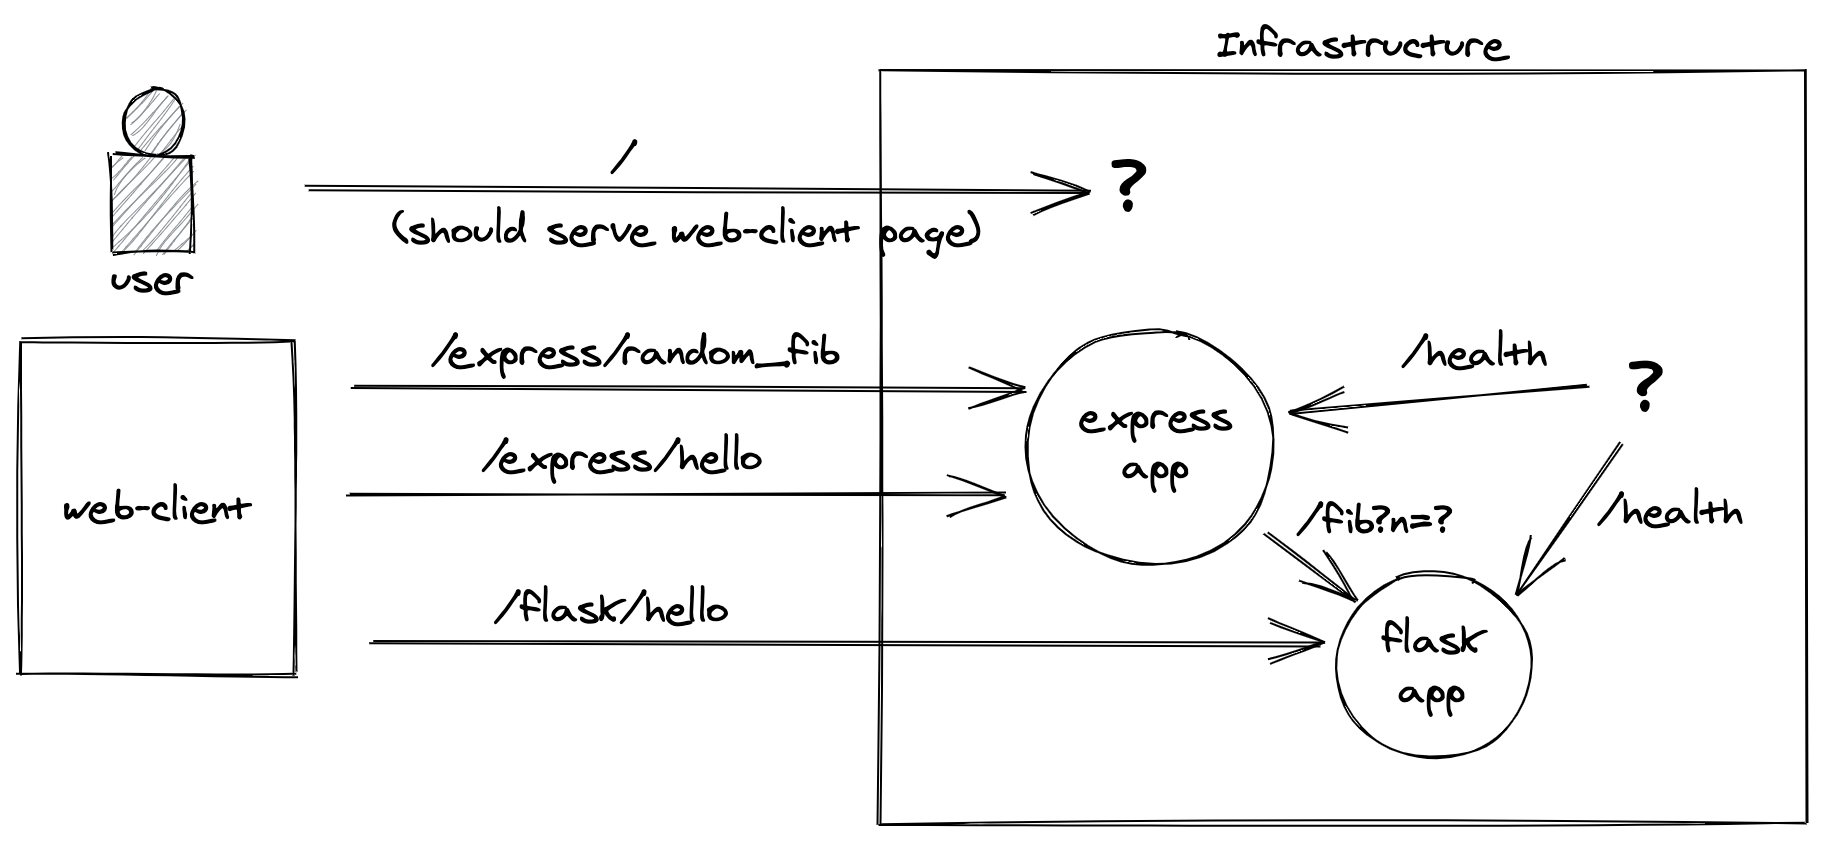 Infrastructure
/
?
(should serve web-client page)
user
/express/random_fib
/health
?
express
app
/express/hello
web-client
/fib?n=?
/health
/flask/hello
flask
app